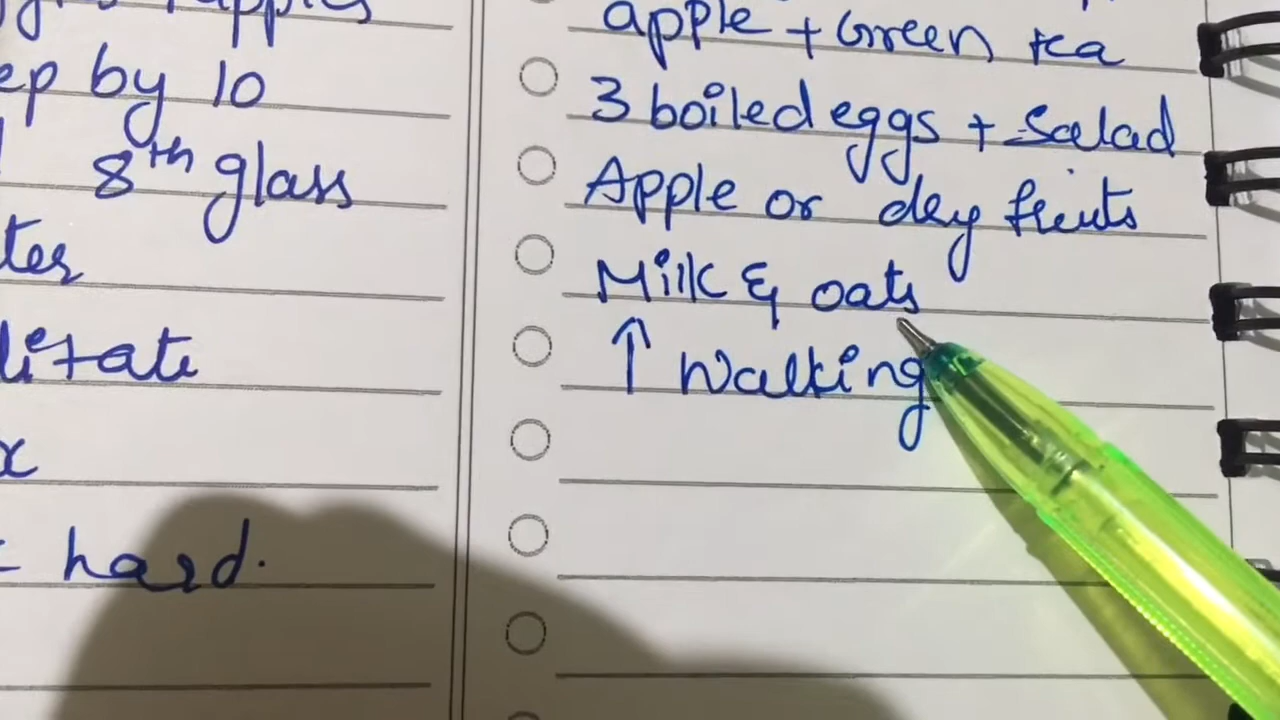 apples
ep by 10
8th glass
ter
litate
x
hard.
apple + Green tea
3 boiled eggs + Salad
Apple or dry fruits
Milk & oats
↑ Walking